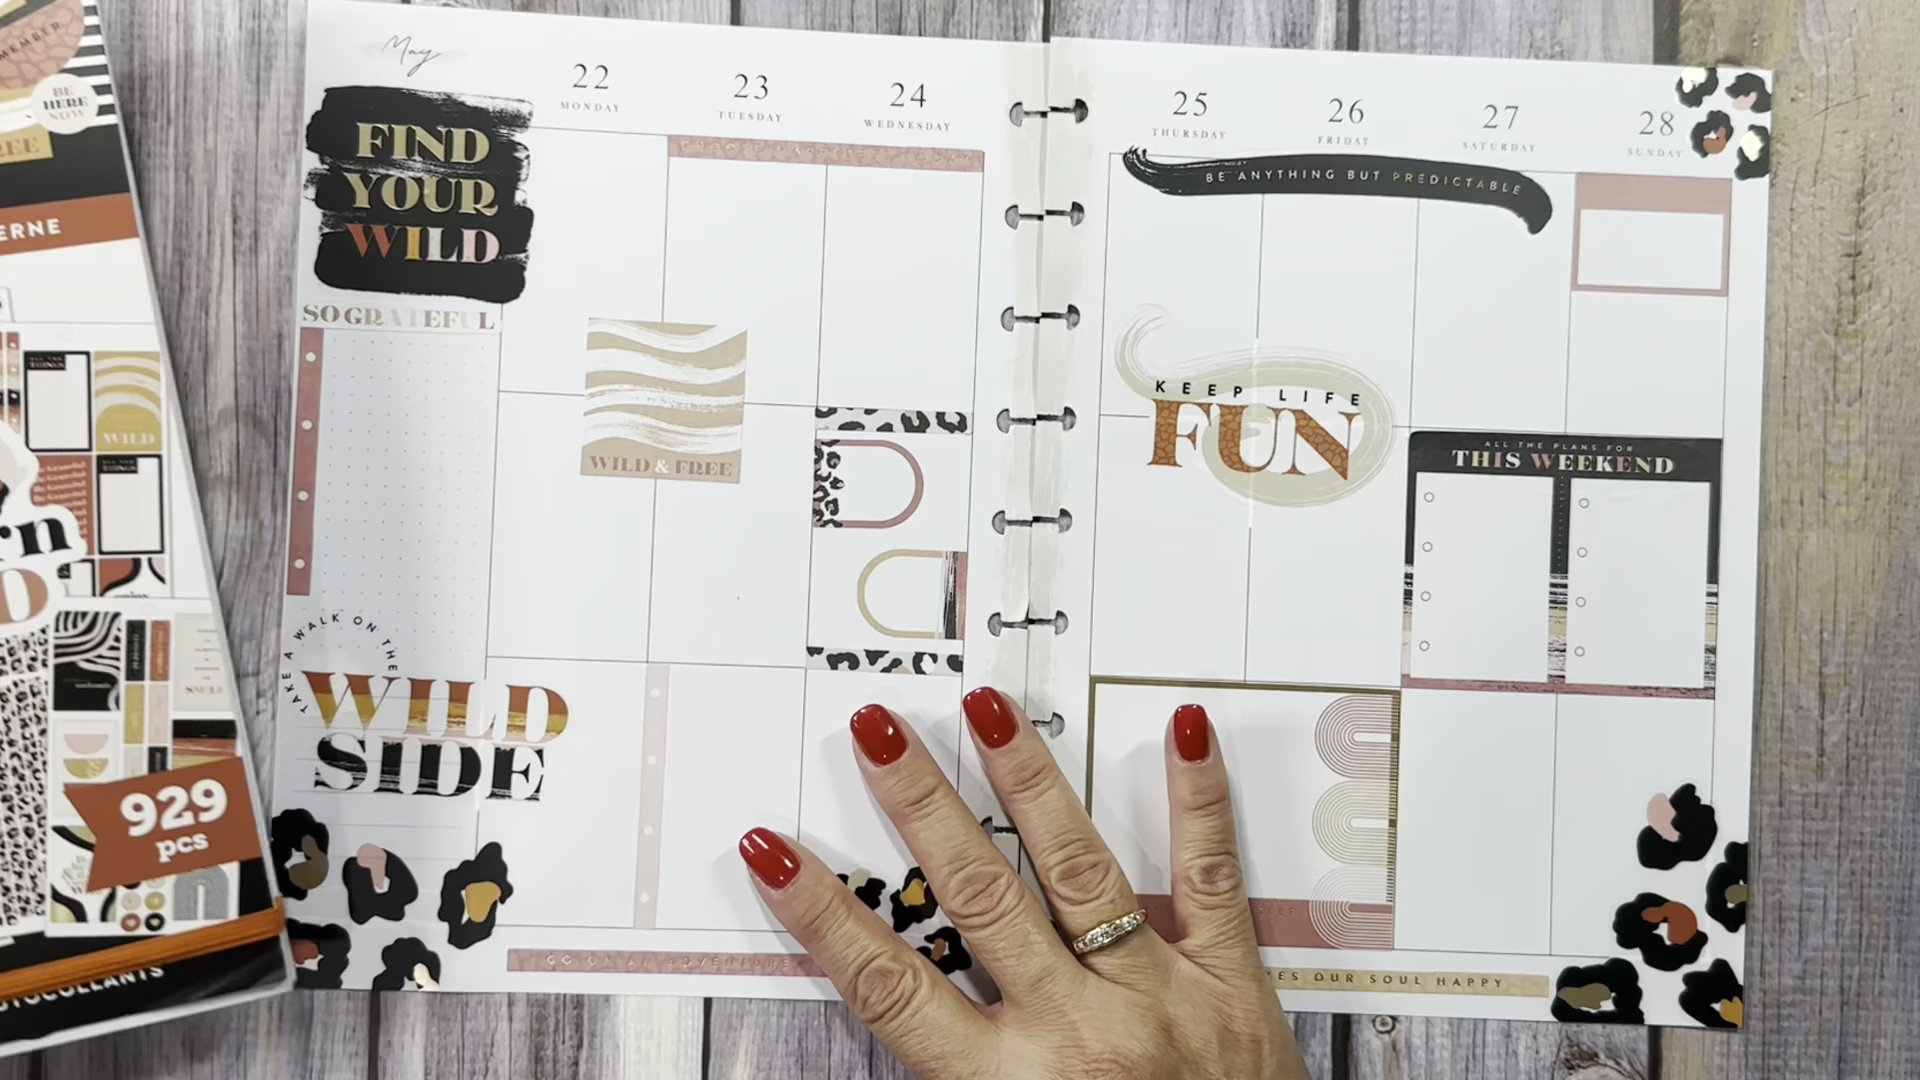 May
22
MONDAY
23
TUESDAY
24
WEDNESDAY
25
THURSDAY
26
FRIDAY
27
SATURDAY
28
SUNDAY
FIND
YOUR
WILD
SO GRATEFUL
TAKE A WALK ON THE
WILD
SIDE
WILD & FREE
GO ON AN ADVENTURE
BE ANYTHING BUT PREDICTABLE
KEEP LIFE
FUN
ALL THE PLANS FOR
THIS WEEKEND
OUR SOUL HAPPY
BE
HERE
NOW
ERNE
WILD
929
pcs